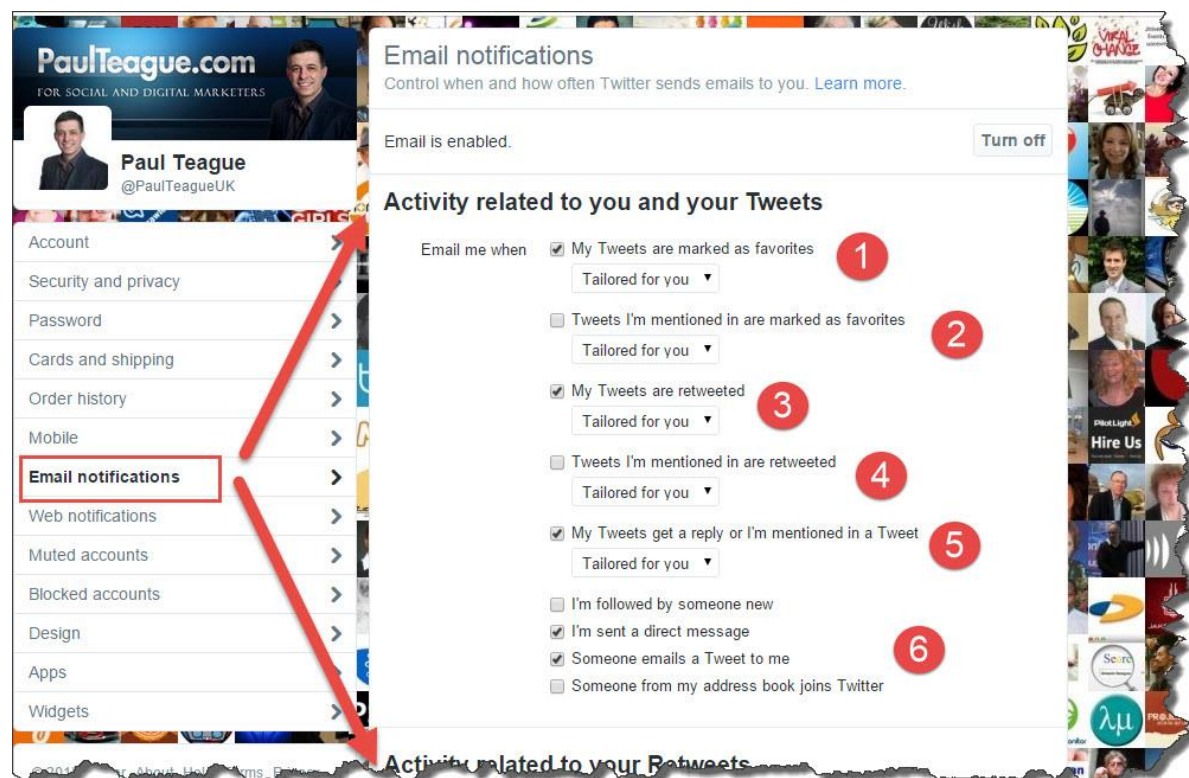 PaulTeague.com
FOR SOCIAL AND DIGITAL MARKETERS
Paul Teague
@PaulTeagueUK
Account
Security and privacy
Password
Cards and shipping
Order history
Mobile
Email notifications
Web notifications
Muted accounts
Blocked accounts
Design
Apps
Widgets
Email notifications
Control when and how often Twitter sends emails to you. Learn more.
Email is enabled.
Turn off
Activity related to you and your Tweets
Email me when
My Tweets are marked as favorites
1
Tailored for you
Tweets I'm mentioned in are marked as favorites
2
Tailored for you
My Tweets are retweeted
3
Tailored for you
Tweets I'm mentioned in are retweeted
4
Tailored for you
My Tweets get a reply or I'm mentioned in a Tweet
5
Tailored for you
I'm followed by someone new
I'm sent a direct message
Someone emails a Tweet to me
6
Someone from my address book joins Twitter
Activity related to your Retweets
VIRAL
CHANGE
PilotLight
Hire Us
λμ
GIRLS